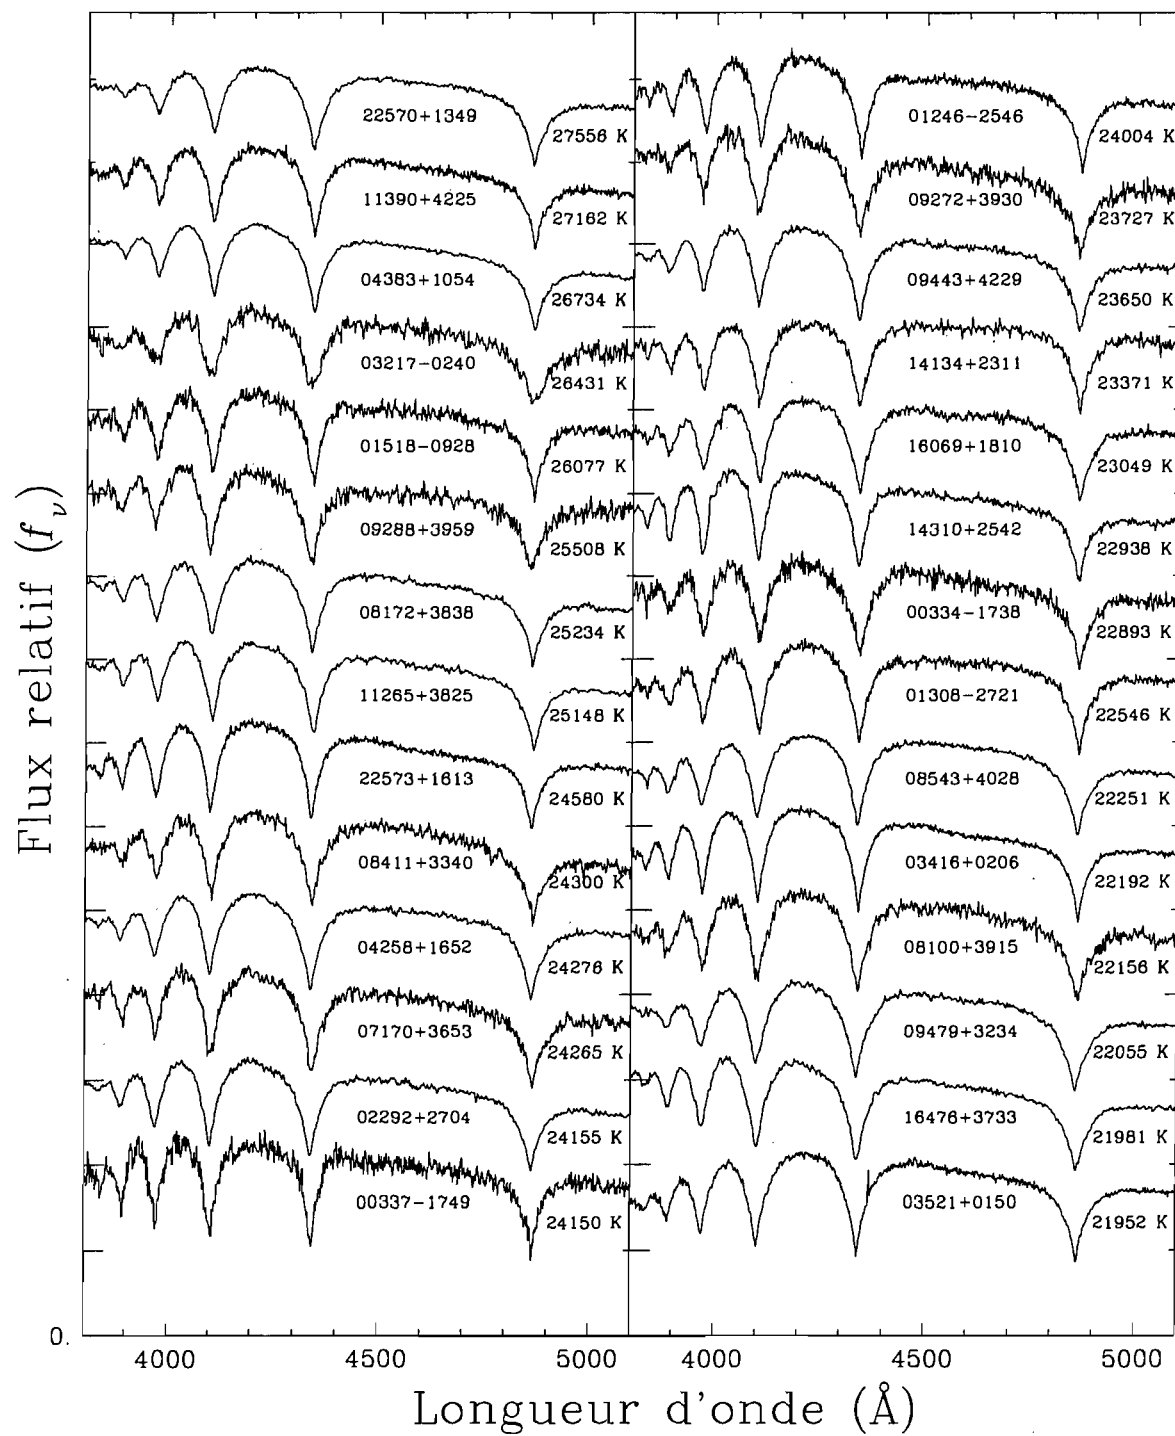 Flux relatif (fν)
22570+1349
27556 K
11390+4225
27162 K
04383+1054
26734 K
03217-0240
26431 K
01518-0928
26077 K
09288+3959
25508 K
08172+3838
25234 K
11265+3825
25148 K
22573+1613
24580 K
08411+3340
24300 K
04258+1652
24276 K
07170+3653
24265 K
02292+2704
24155 K
00337-1749
24150 K
01246-2546
24004 K
09272+3930
23727 K
09443+4229
23650 K
14134+2311
23371 K
16069+1810
23049 K
14310+2542
22938 K
00334-1738
22893 K
01308-2721
22546 K
08543+4028
22251 K
03416+0206
22192 K
08100+3915
22156 K
09479+3234
22055 K
16476+3733
21981 K
03521+0150
21952 K
0.
4000 4500 5000 4000 4500 5000
Longueur d'onde (Å)